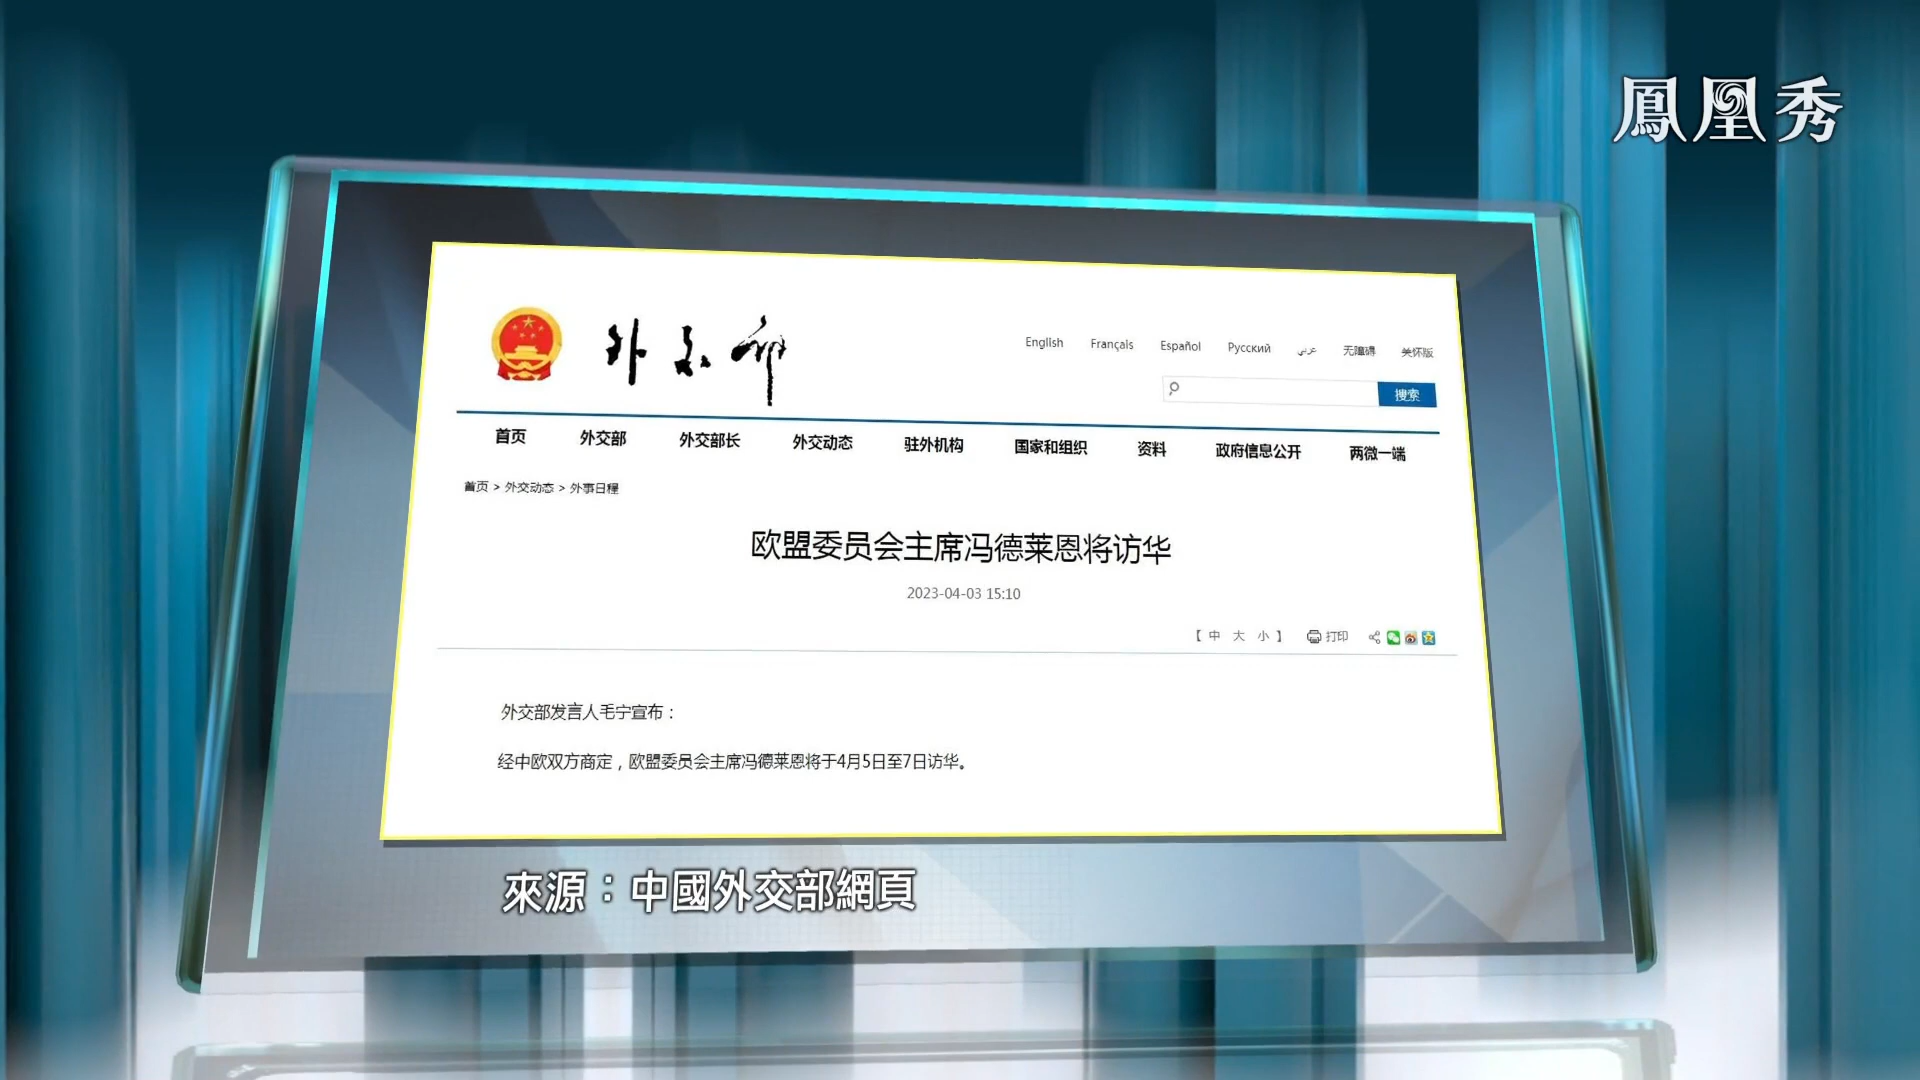 鳳凰秀
外交部
English Français Español Русский عربي 无障碍 关怀版
搜索
首页 外交部 外交部长 外交动态 驻外机构 国家和组织 资料 政府信息公开 两微一端
首页 > 外交动态 > 外事日程
欧盟委员会主席冯德莱恩将访华
2023-04-03 15:10
【 中 大 小 】 打印
外交部发言人毛宁宣布：
经中欧双方商定，欧盟委员会主席冯德莱恩将于4月5日至7日访华。
來源：中國外交部網頁